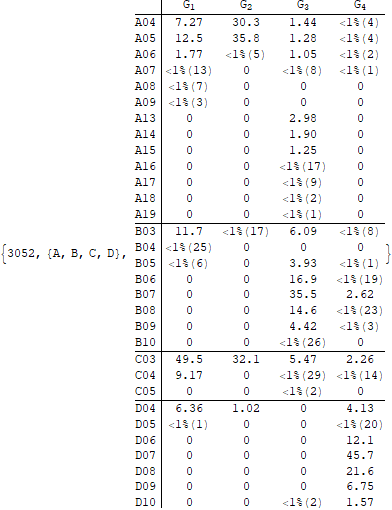 G1 G2 G3 G4
A04 7.27 30.3 1.44 <1%(4)
A05 12.5 35.8 1.28 <1%(4)
A06 1.77 <1%(5) 1.05 <1%(2)
A07 <1%(13) 0 <1%(8) <1%(1)
A08 <1%(7) 0 0 0
A09 <1%(3) 0 0 0
A13 0 0 2.98 0
A14 0 0 1.90 0
A15 0 0 1.25 0
A16 0 0 <1%(17) 0
A17 0 0 <1%(9) 0
A18 0 0 <1%(2) 0
A19 0 0 <1%(1) 0
B03 11.7 <1%(17) 6.09 <1%(8)
B04 <1%(25) 0 0 0
{3052, {A, B, C, D}, B05 <1%(6) 0 3.93 <1%(1) }
B06 0 0 16.9 <1%(19)
B07 0 0 35.5 2.62
B08 0 0 14.6 <1%(23)
B09 0 0 4.42 <1%(3)
B10 0 0 <1%(26) 0
C03 49.5 32.1 5.47 2.26
C04 9.17 0 <1%(29) <1%(14)
C05 0 0 <1%(2) 0
D04 6.36 1.02 0 4.13
D05 <1%(1) 0 0 <1%(20)
D06 0 0 0 12.1
D07 0 0 0 45.7
D08 0 0 0 21.6
D09 0 0 0 6.75
D10 0 0 <1%(2) 1.57